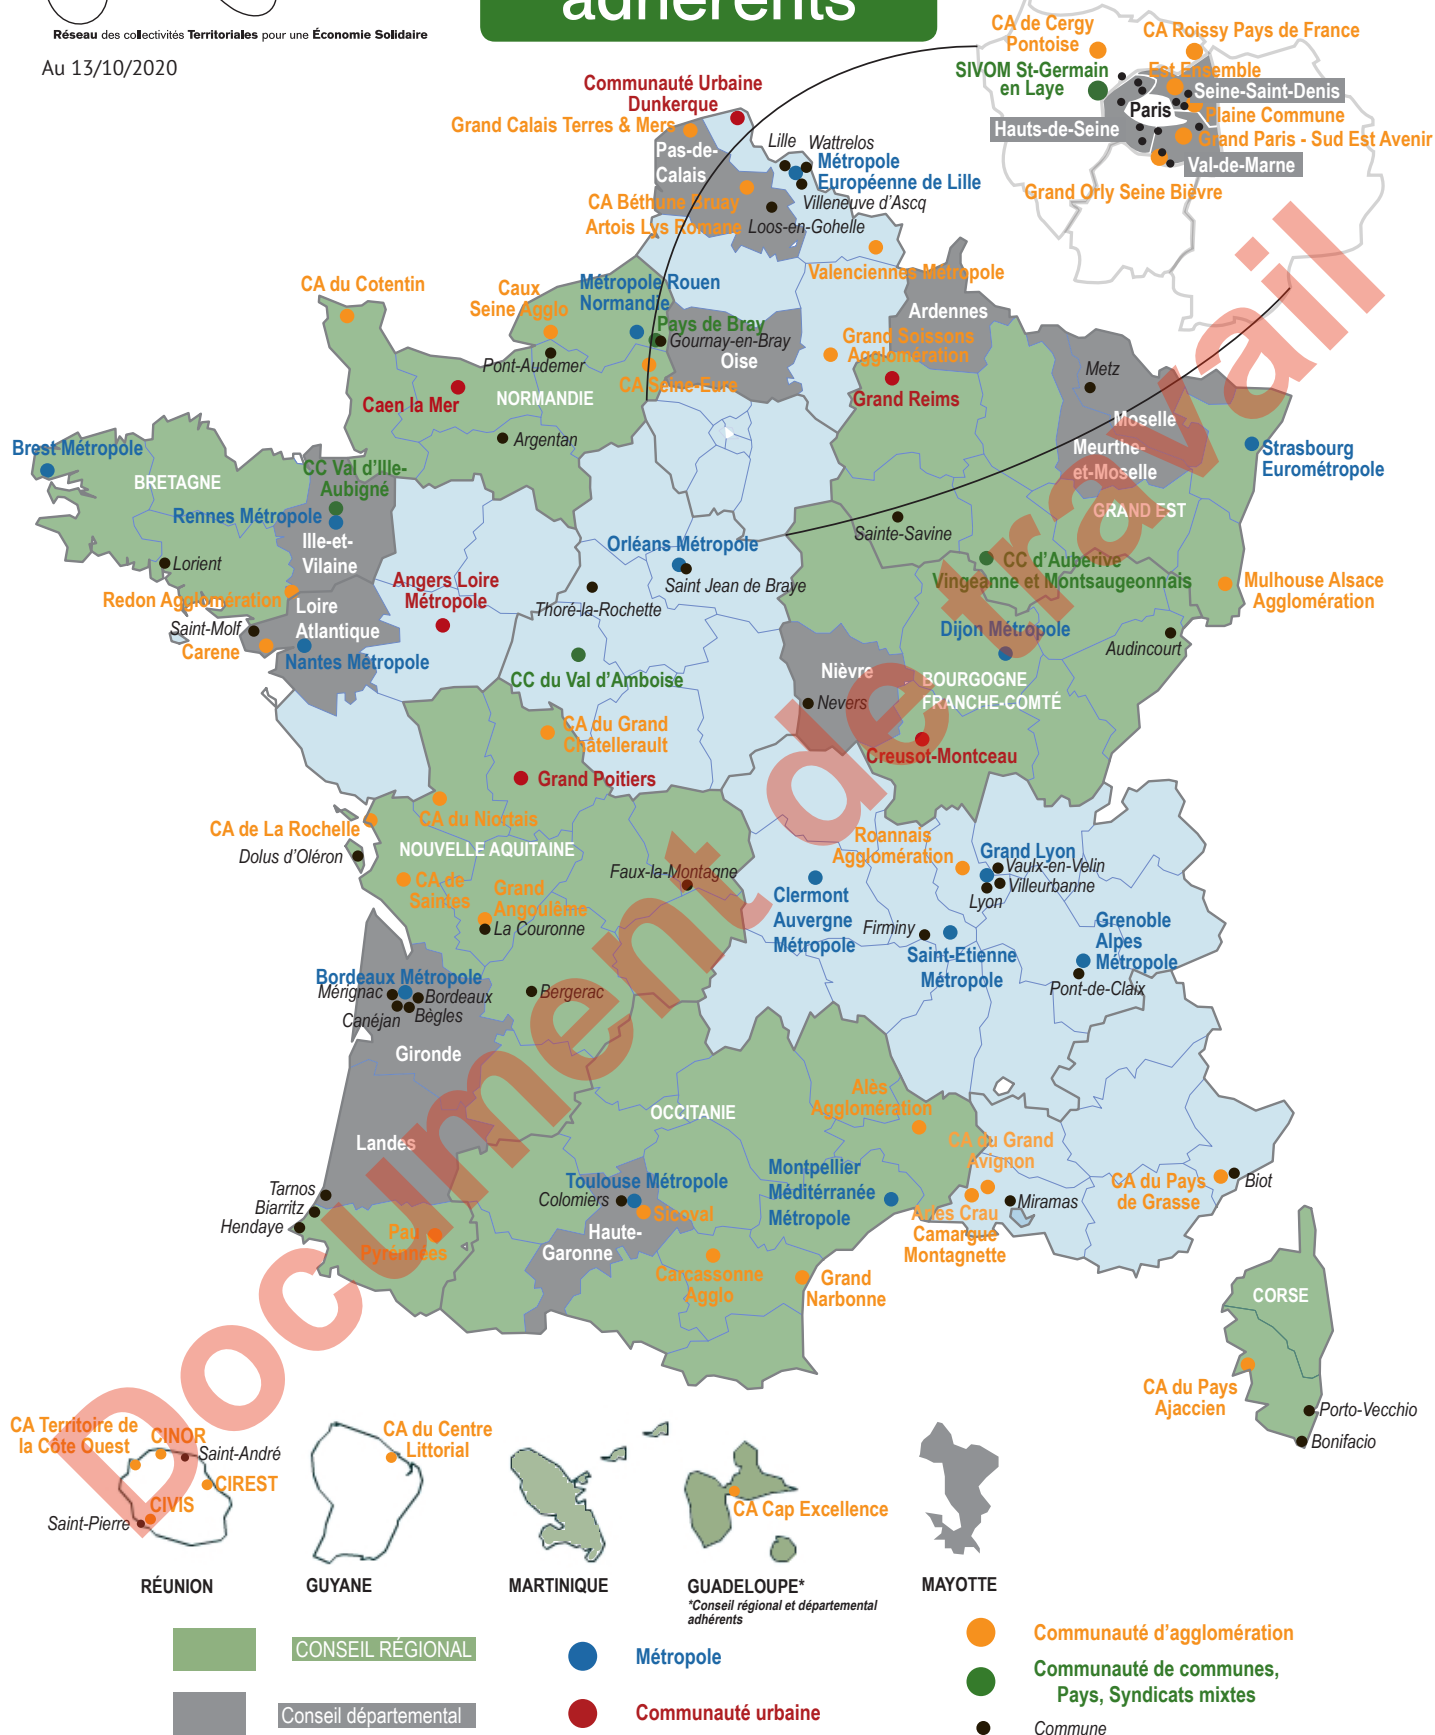 adhérents
Réseau des collectivités Territoriales pour une Économie Solidaire
Au 13/10/2020
CA de Cergy
Pontoise
CA Roissy Pays de France
SIVOM St-Germain
en Laye
Est Ensemble
Seine-Saint-Denis
Paris
Plaine Commune
Hauts-de-Seine
Grand Paris - Sud Est Avenir
Val-de-Marne
Grand Orly Seine Bièvre
Communauté Urbaine
Dunkerque
Grand Calais Terres & Mers
Pas-de-
Calais
Lille
Wattrelos
Métropole
Européenne de Lille
Villeneuve d'Ascq
CA Béthune Bruay
Artois Lys Romane
Loos-en-Gohelle
Valenciennes Métropole
CA du Cotentin
Caux
Seine Agglo
Métropole Rouen
Normandie
Pays de Bray
Gournay-en-Bray
Oise
Ardennes
Grand Soissons
Agglomération
Pont-Audemer
CA Seine-Eure
NORMANDIE
Caen la Mer
Argentan
Grand Reims
Metz
Moselle
Meurthe-
et-Moselle
Strasbourg
Eurométropole
GRAND EST
Brest Métropole
BRETAGNE
CC Val d'Ille-
Aubigné
Rennes Métropole
Ille-et-
Vilaine
Lorient
Redon Agglomération
Loire
Atlantique
Saint-Molf
Carene
Nantes Métropole
Angers Loire
Métropole
Orléans Métropole
Saint Jean de Braye
Thoré-la-Rochette
CC du Val d'Amboise
Sainte-Savine
CC d'Auberive
Vingeanne et Montsaugeonnais
Mulhouse Alsace
Agglomération
Dijon Métropole
Audincourt
Nièvre
Nevers
BOURGOGNE
FRANCHE-COMTÉ
Creusot-Montceau
CA du Grand
Châtellerault
Grand Poitiers
CA du Niortais
CA de La Rochelle
Dolus d'Oléron
NOUVELLE AQUITAINE
CA de
Saintes
Grand
Angoulême
La Couronne
Faux-la-Montagne
Roannais
Agglomération
Grand Lyon
Vaulx-en-Velin
Villeurbanne
Lyon
Clermont
Auvergne
Métropole
Firminy
Saint-Etienne
Métropole
Grenoble
Alpes
Métropole
Pont-de-Claix
Bordeaux Métropole
Mérignac
Bordeaux
Canéjan
Bègles
Bergerac
Gironde
Landes
OCCITANIE
Alès
Agglomération
CA du Grand
Avignon
Tarnos
Biarritz
Hendaye
Pau
Pyrénnées
Toulouse Métropole
Colomiers
Sicoval
Haute-
Garonne
Montpellier
Méditérranée
Métropole
Carcassonne
Agglo
Grand
Narbonne
Arles Crau
Camargue
Montagnette
Miramas
CA du Pays
de Grasse
Biot
CORSE
CA du Pays
Ajaccien
Porto-Vecchio
Bonifacio
Document de travail
CA Territoire de
la Côte Ouest
CINOR
Saint-André
CIREST
CIVIS
Saint-Pierre
CA du Centre
Littorial
CA Cap Excellence
RÉUNION
GUYANE
MARTINIQUE
GUADELOUPE*
*Conseil régional et départemental
adhérents
MAYOTTE
CONSEIL RÉGIONAL
Conseil départemental
Métropole
Communauté urbaine
Communauté d'agglomération
Communauté de communes,
Pays, Syndicats mixtes
Commune